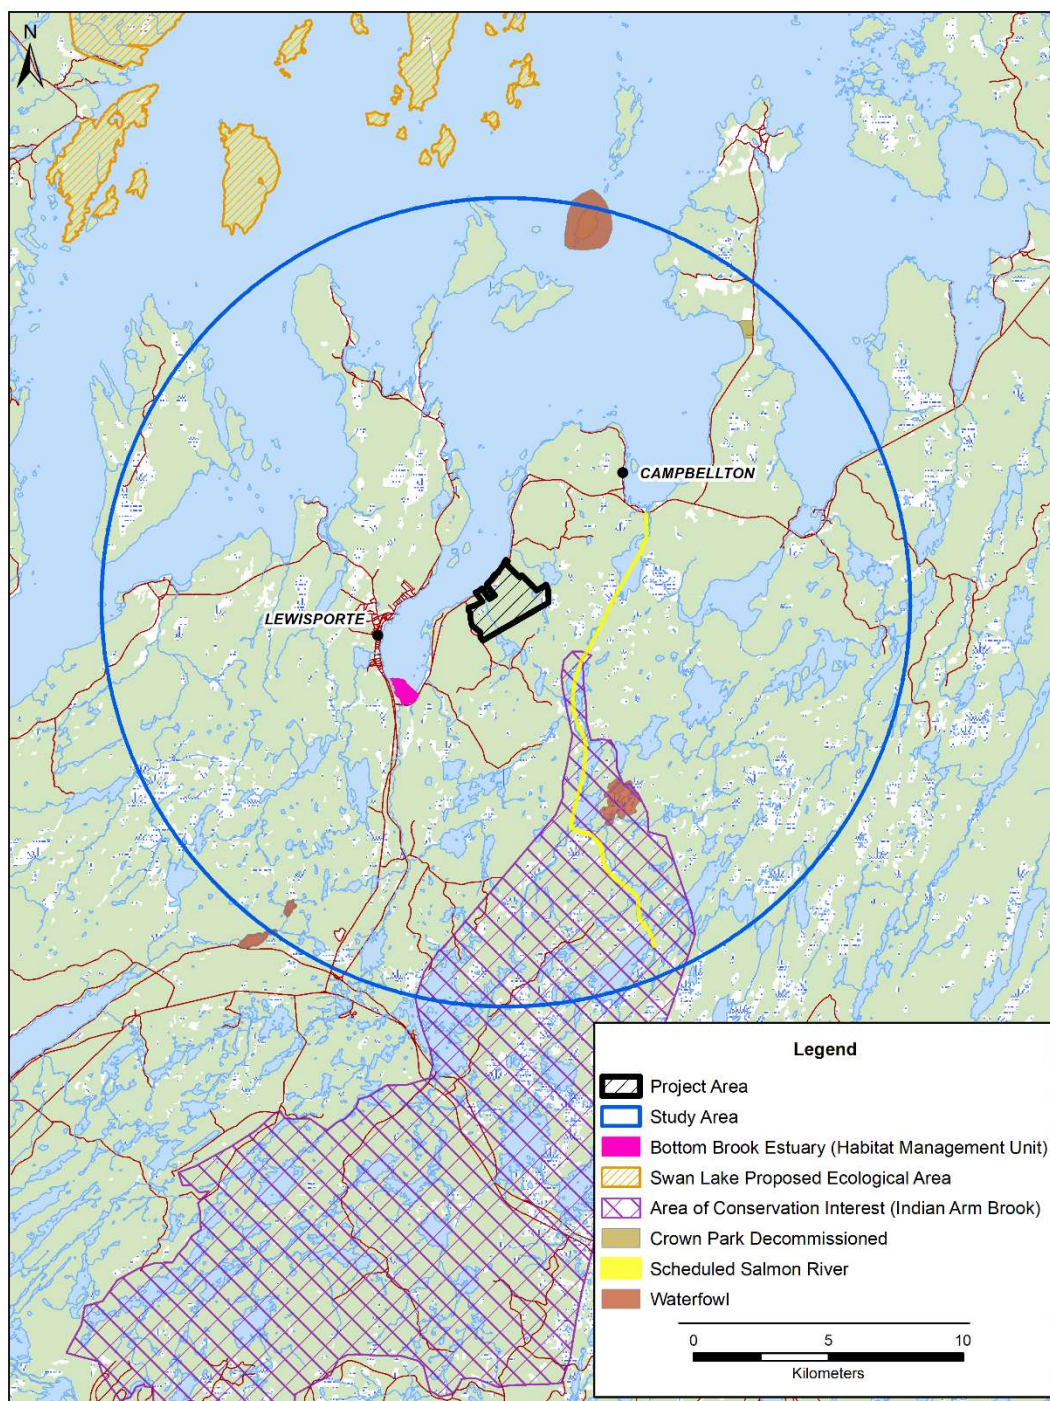 N
CAMPBELLTON
LEWISPORTE
Legend
Project Area
Study Area
Bottom Brook Estuary (Habitat Management Unit)
Swan Lake Proposed Ecological Area
Area of Conservation Interest (Indian Arm Brook)
Crown Park Decommissioned
Scheduled Salmon River
Waterfowl
0 5 10
Kilometers